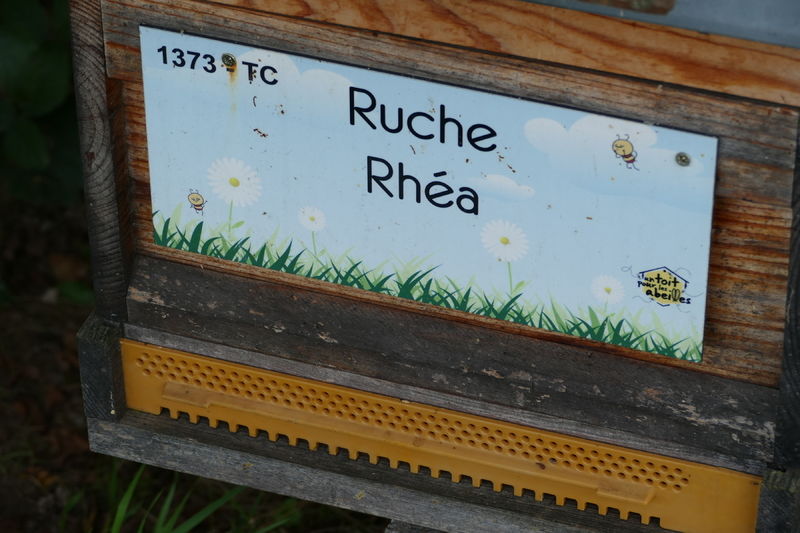 1373 - TC
Ruche
Rhéa
un toit
pour les
abeilles